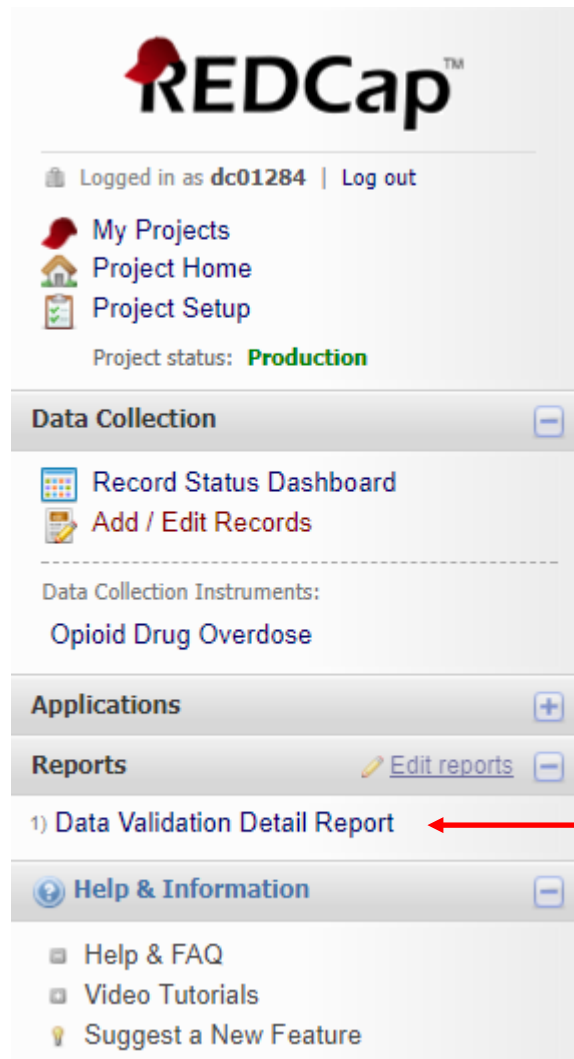 REDCap™
Logged in as dc01284 | Log out
My Projects
Project Home
Project Setup
Project status: Production
Data Collection
Record Status Dashboard
Add / Edit Records
Data Collection Instruments:
Opioid Drug Overdose
Applications
Reports Edit reports
1) Data Validation Detail Report
Help & Information
Help & FAQ
Video Tutorials
Suggest a New Feature